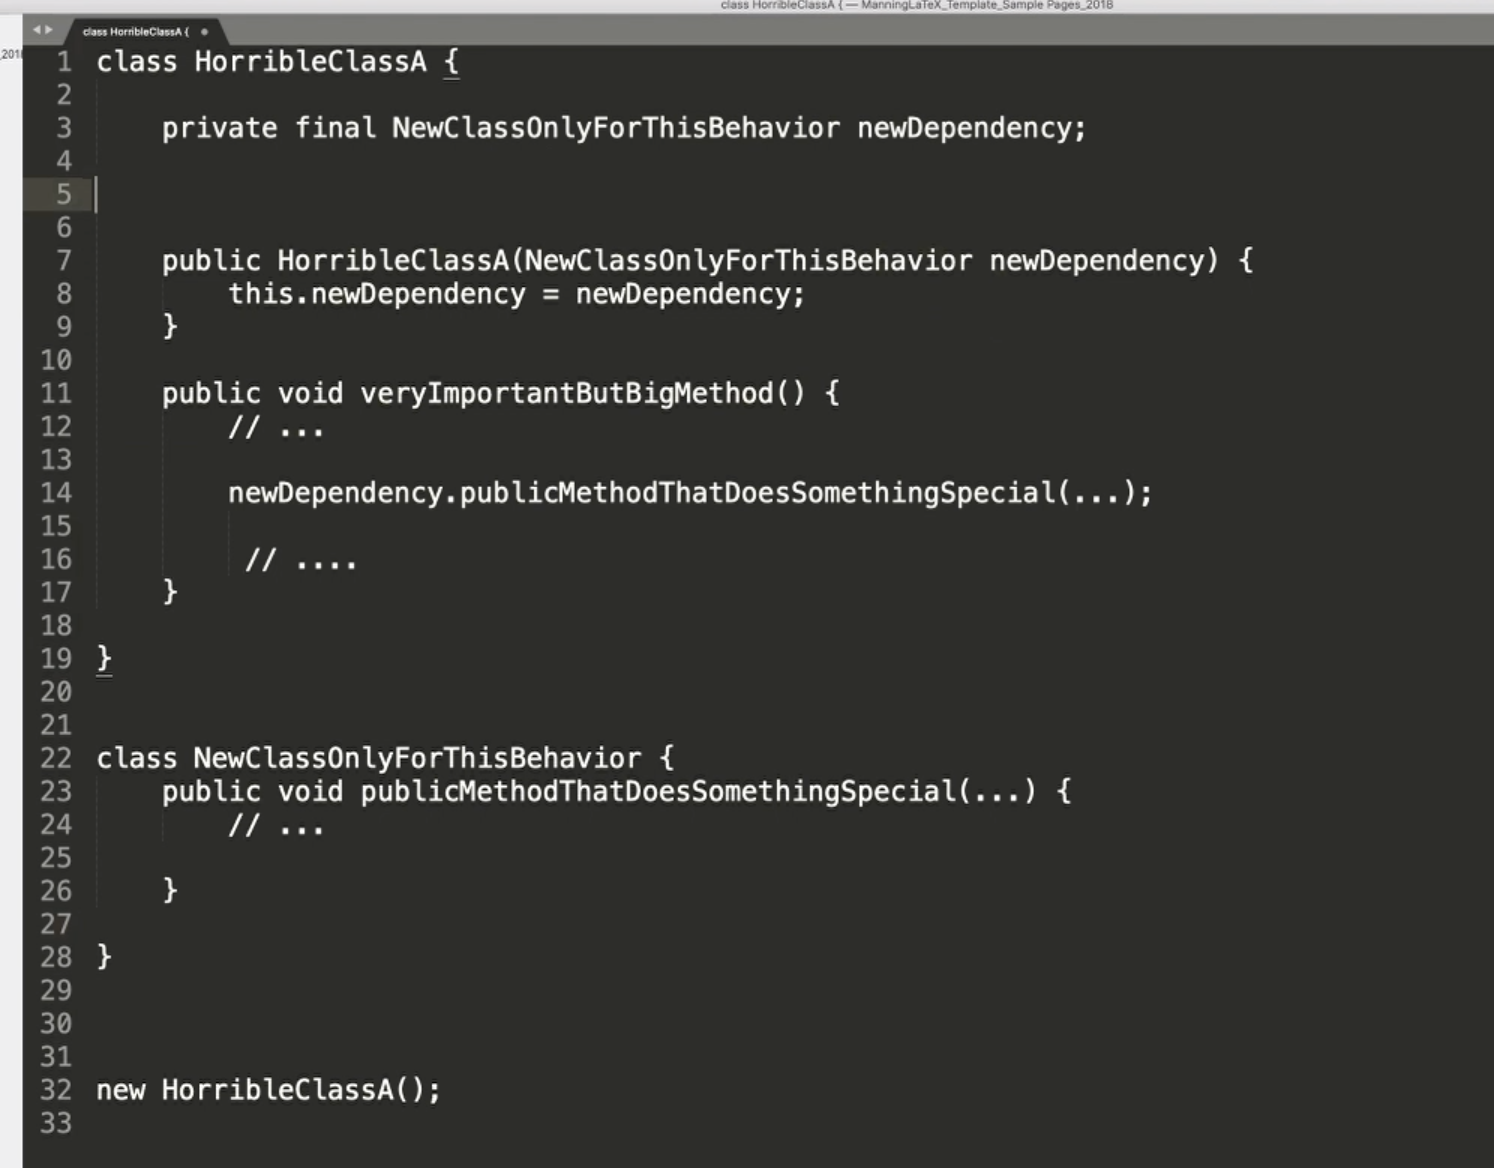 class HorribleClassA { — ManningLaTeX_Template_Sample Pages_2018
class HorribleClassA {
_201
1 class HorribleClassA {
2
3     private final NewClassOnlyForThisBehavior newDependency;
4
5
6
7     public HorribleClassA(NewClassOnlyForThisBehavior newDependency) {
8         this.newDependency = newDependency;
9     }
10
11     public void veryImportantButBigMethod() {
12         // ...
13
14         newDependency.publicMethodThatDoesSomethingSpecial(...);
15
16          // ....
17     }
18
19 }
20
21
22 class NewClassOnlyForThisBehavior {
23     public void publicMethodThatDoesSomethingSpecial(...) {
24         // ...
25
26     }
27
28 }
29
30
31
32 new HorribleClassA();
33